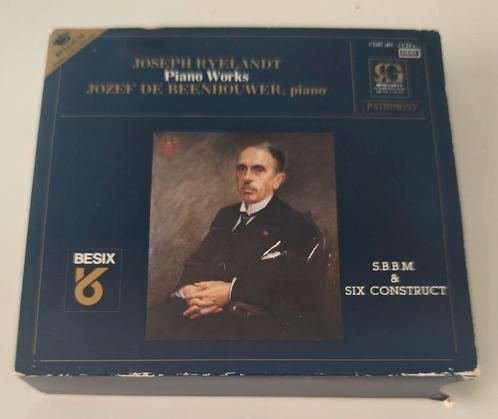 JOSEPH RYELANDT
Piano Works
JOZEF DE BEENHOUWER, piano
PATRIMONY
BESIX
S.B.B.M.
&
SIX CONSTRUCT